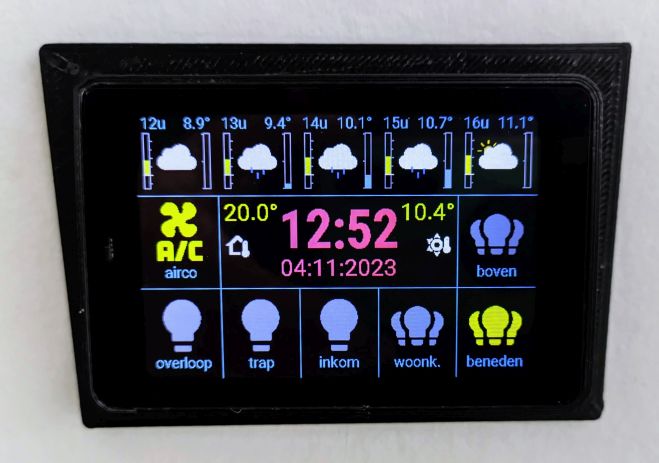 12u 8.9° 13u 9.4° 14u 10.1° 15u 10.7° 16u 11.1°
A/C
airco
20.0° 12:52 10.4°
04:11:2023
boven
overloop trap inkom woonk. beneden